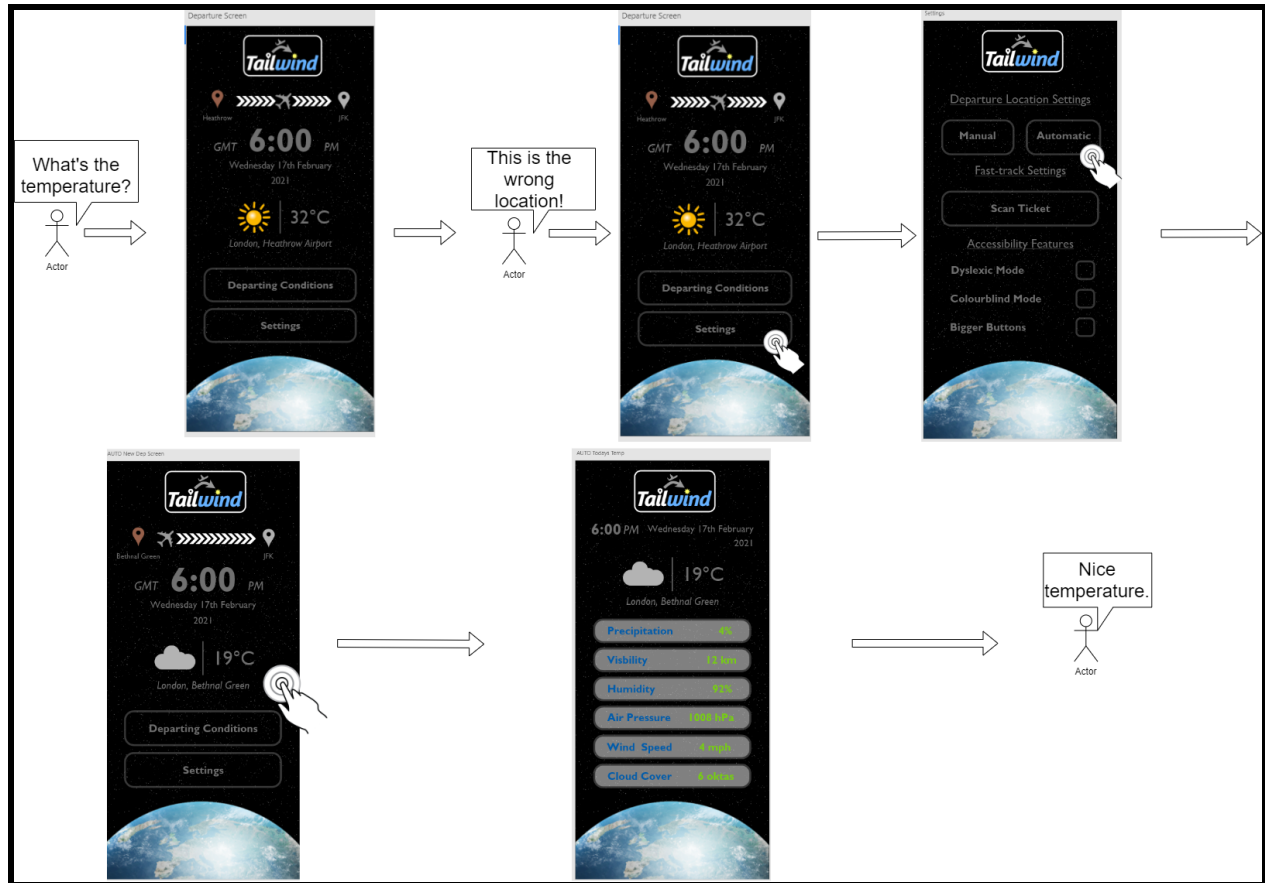 Departure Screen
What's the
temperature?
Actor
Tailwind
Heathrow
JFK
GMT 6:00 PM
Wednesday 17th February
2021
32°C
London, Heathrow Airport
Departing Conditions
Settings
This is the
wrong
location!
Actor
Departure Screen
Tailwind
Heathrow
JFK
GMT 6:00 PM
Wednesday 17th February
2021
32°C
London, Heathrow Airport
Departing Conditions
Settings
Settings
Tailwind
Departure Location Settings
Manual
Automatic
Fast-track Settings
Scan Ticket
Accessibility Features
Dyslexic Mode
Colourblind Mode
Bigger Buttons
AUTO New Dep Screen
Tailwind
Bethnal Green
JFK
GMT 6:00 PM
Wednesday 17th February
2021
19°C
London, Bethnal Green
Departing Conditions
Settings
AUTO Todays Temp
Tailwind
6:00 PM Wednesday 17th February
2021
19°C
London, Bethnal Green
Precipitation 4%
Visbility 12 km
Humidity 92%
Air Pressure 1008 hPa
Wind Speed 4 mph
Cloud Cover 6 oktas
Nice
temperature.
Actor